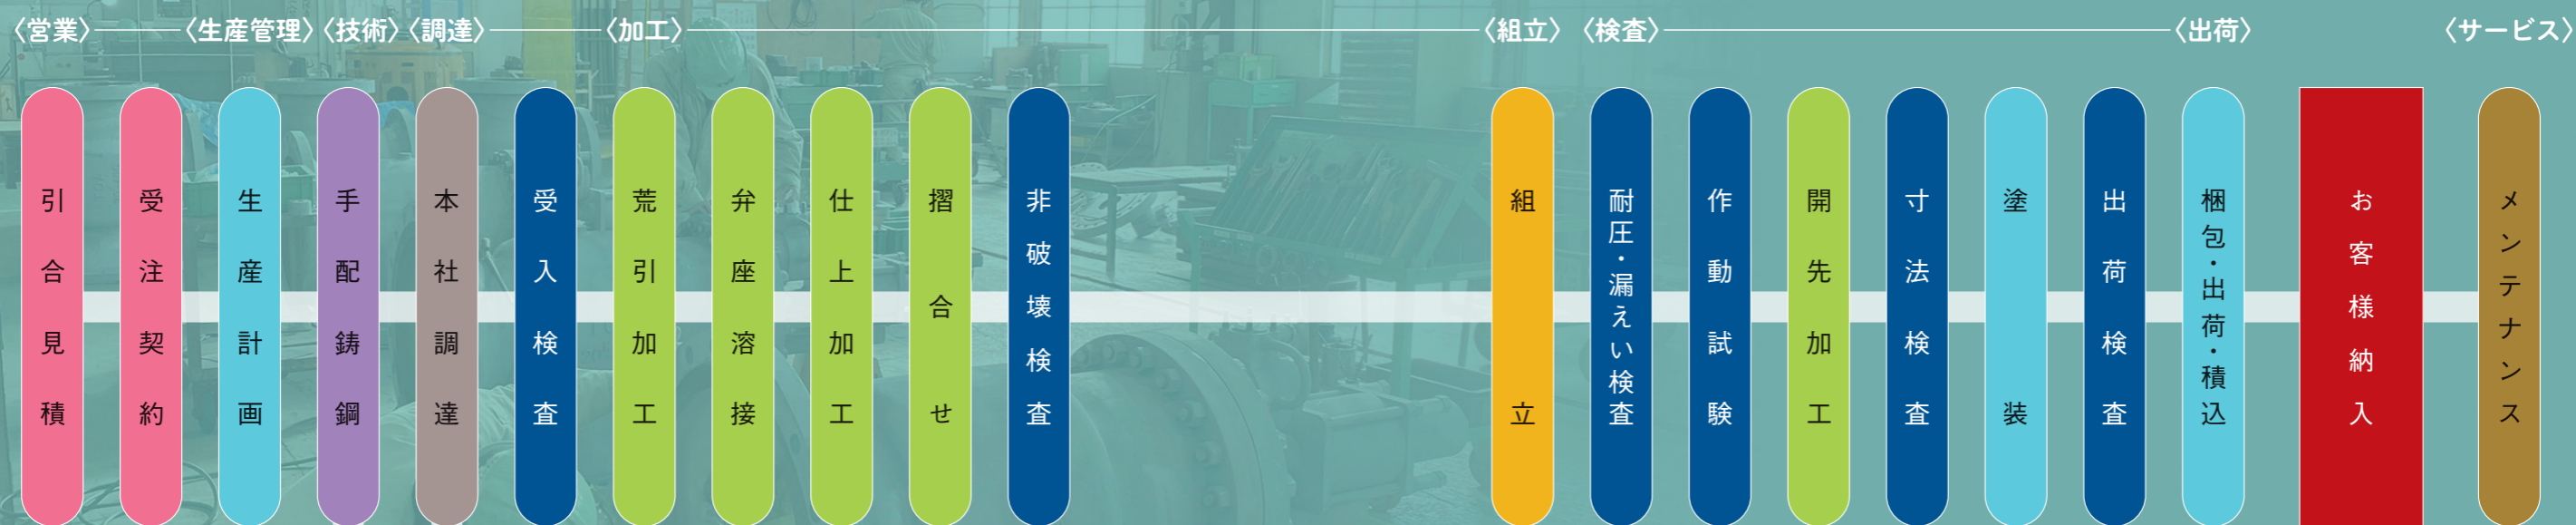 〈営業〉〈生産管理〉〈技術〉〈調達〉〈加工〉〈組立〉〈検査〉〈出荷〉〈サービス〉
引合見積
受注契約
生産計画
手配鋳鋼
本社調達
受入検査
荒引加工
弁座溶接
仕上加工
摺合せ
非破壊検査
組立
耐圧・漏えい検査
作動試験
開先加工
寸法検査
塗装
出荷検査
梱包・出荷・積込
お客様納入
メンテナンス